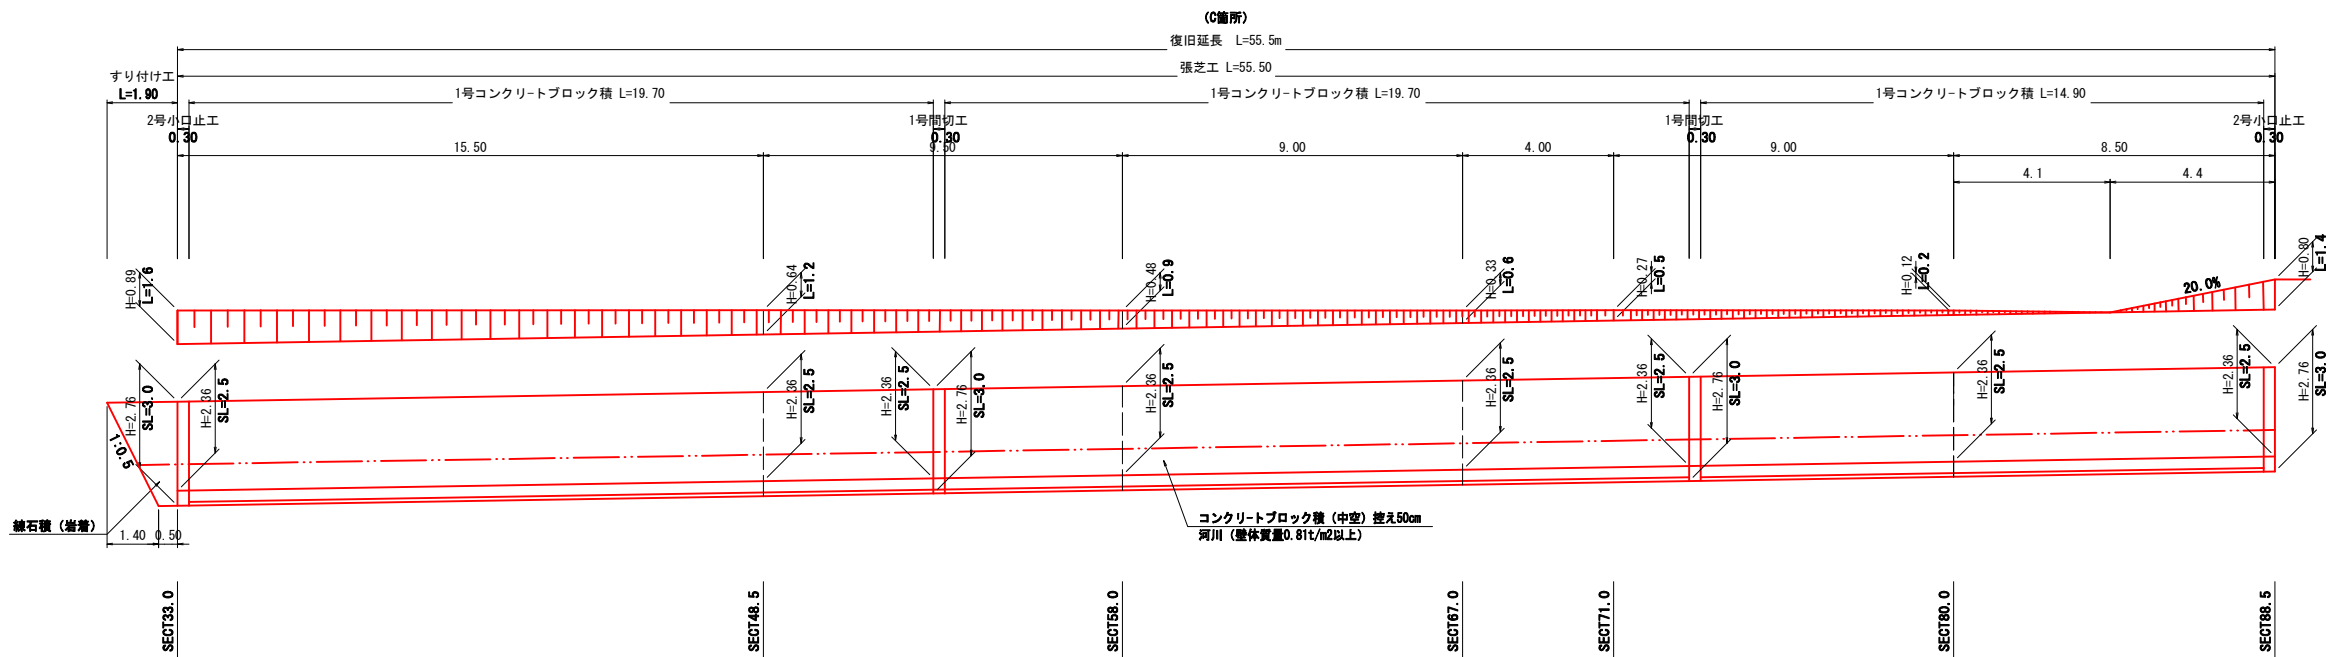 (C箇所)
復旧延長 L=55.5m
張芝工 L=55.50
すり付け工
L=1.90
1号コンクリートブロック積 L=19.70
1号コンクリートブロック積 L=19.70
1号コンクリートブロック積 L=14.90
2号小口止工
0.30
1号間切工
0.30
1号間切工
0.30
2号小口止工
0.30
15.50
9.50
9.00
4.00
9.00
8.50
4.1
4.4
H=0.89
L=1.6
H=0.64
L=1.2
H=0.48
L=0.9
H=0.33
L=0.6
H=0.27
L=0.5
H=0.12
L=0.2
20.0%
H=0.80
L=1.4
H=2.76
SL=3.0
H=2.36
SL=2.5
H=2.36
SL=2.5
H=2.36
SL=2.5
H=2.76
SL=3.0
H=2.36
SL=2.5
H=2.36
SL=2.5
H=2.36
SL=2.5
H=2.76
SL=3.0
H=2.36
SL=2.5
H=2.36
SL=2.5
H=2.76
SL=3.0
1:0.5
練石積(岩着)
1.40
0.50
コンクリートブロック積(中空)控え50cm
河川(壁体質量0.81t/m2以上)
SECT33.0
SECT48.5
SECT58.0
SECT67.0
SECT71.0
SECT80.0
SECT88.5